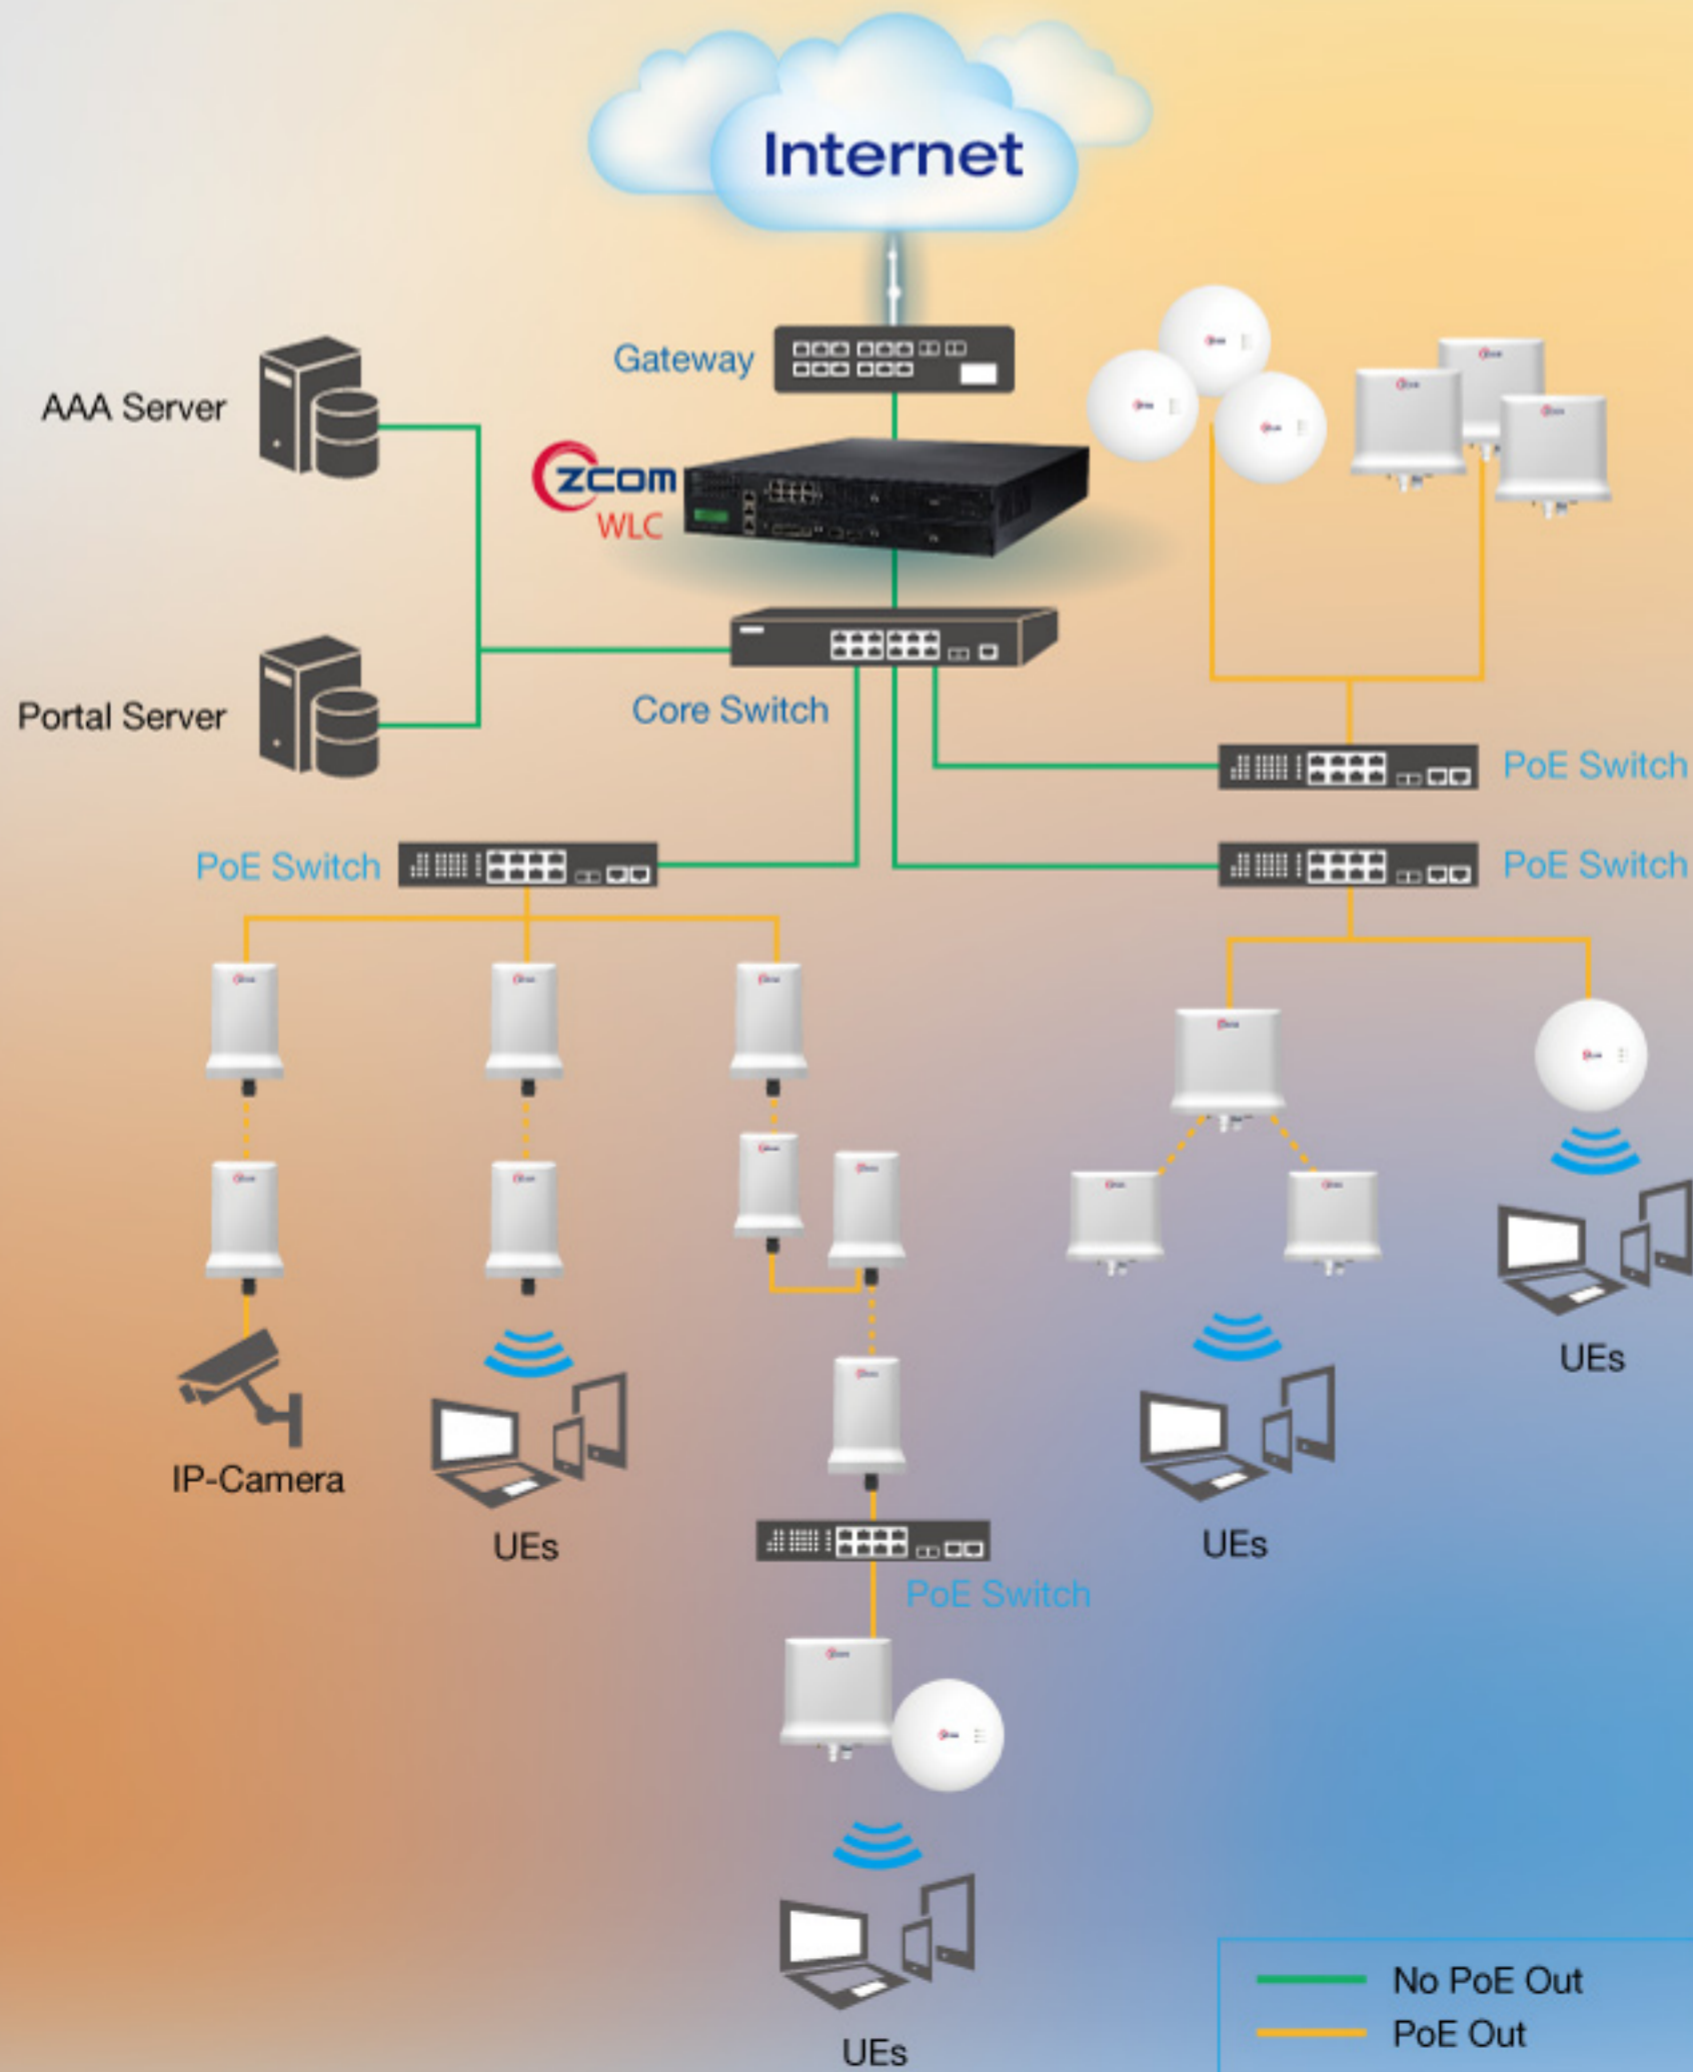 Internet
Gateway
AAA Server
zcom
WLC
Portal Server
Core Switch
PoE Switch
PoE Switch
PoE Switch
IP-Camera
UEs
UEs
UEs
PoE Switch
UEs
No PoE Out
PoE Out